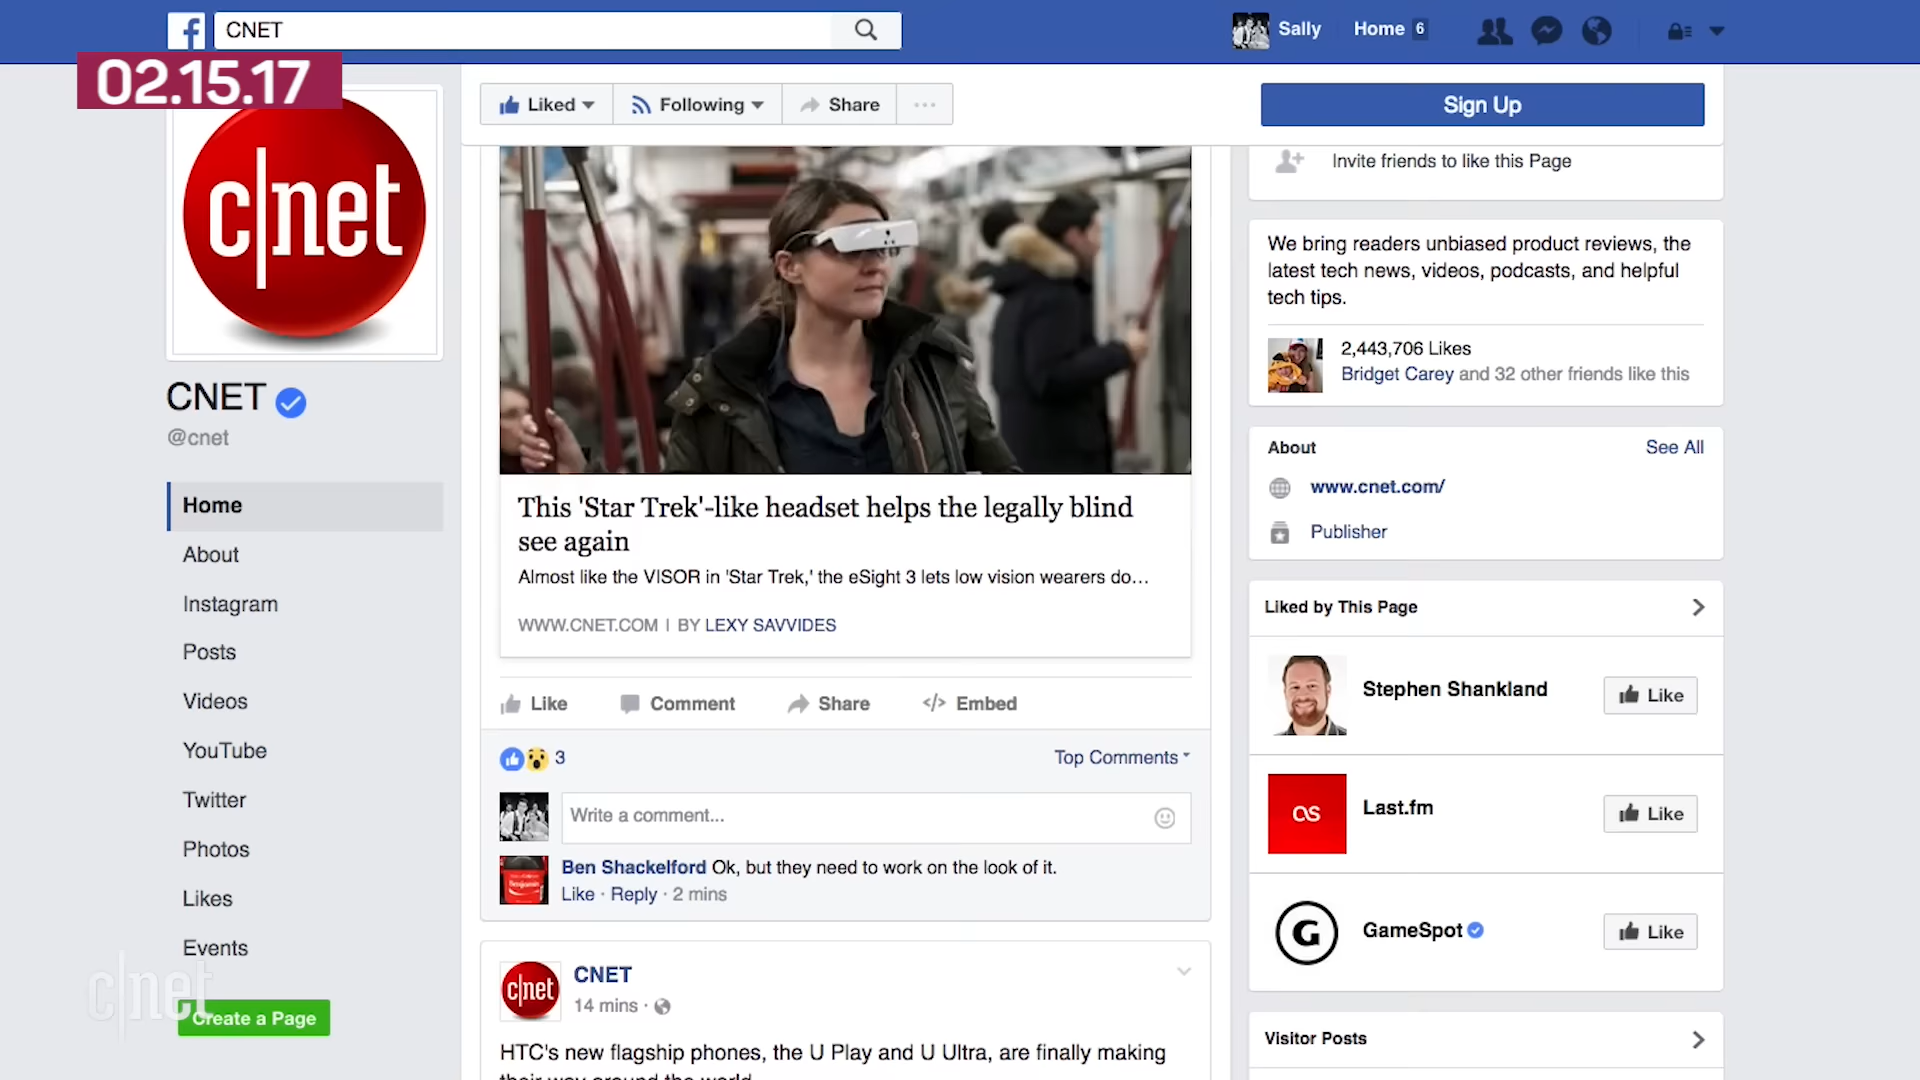 CNET
Sally
Home 6
02.15.17
c|net
CNET
@cnet
Home
About
Instagram
Posts
Videos
YouTube
Twitter
Photos
Likes
Events
Create a Page
c|net
Liked
Following
Share
This 'Star Trek'-like headset helps the legally blind
see again
Almost like the VISOR in 'Star Trek,' the eSight 3 lets low vision wearers do...
WWW.CNET.COM | BY LEXY SAVVIDES
Like
Comment
Share
Embed
3
Top Comments
Write a comment...
Ben Shackelford Ok, but they need to work on the look of it.
Like · Reply · 2 mins
c|net
CNET
14 mins ·
HTC's new flagship phones, the U Play and U Ultra, are finally making
their way around the world
Sign Up
Invite friends to like this Page
We bring readers unbiased product reviews, the
latest tech news, videos, podcasts, and helpful
tech tips.
2,443,706 Likes
Bridget Carey and 32 other friends like this
About
See All
www.cnet.com/
Publisher
Liked by This Page
Stephen Shankland
Like
Last.fm
Like
G
GameSpot
Like
Visitor Posts